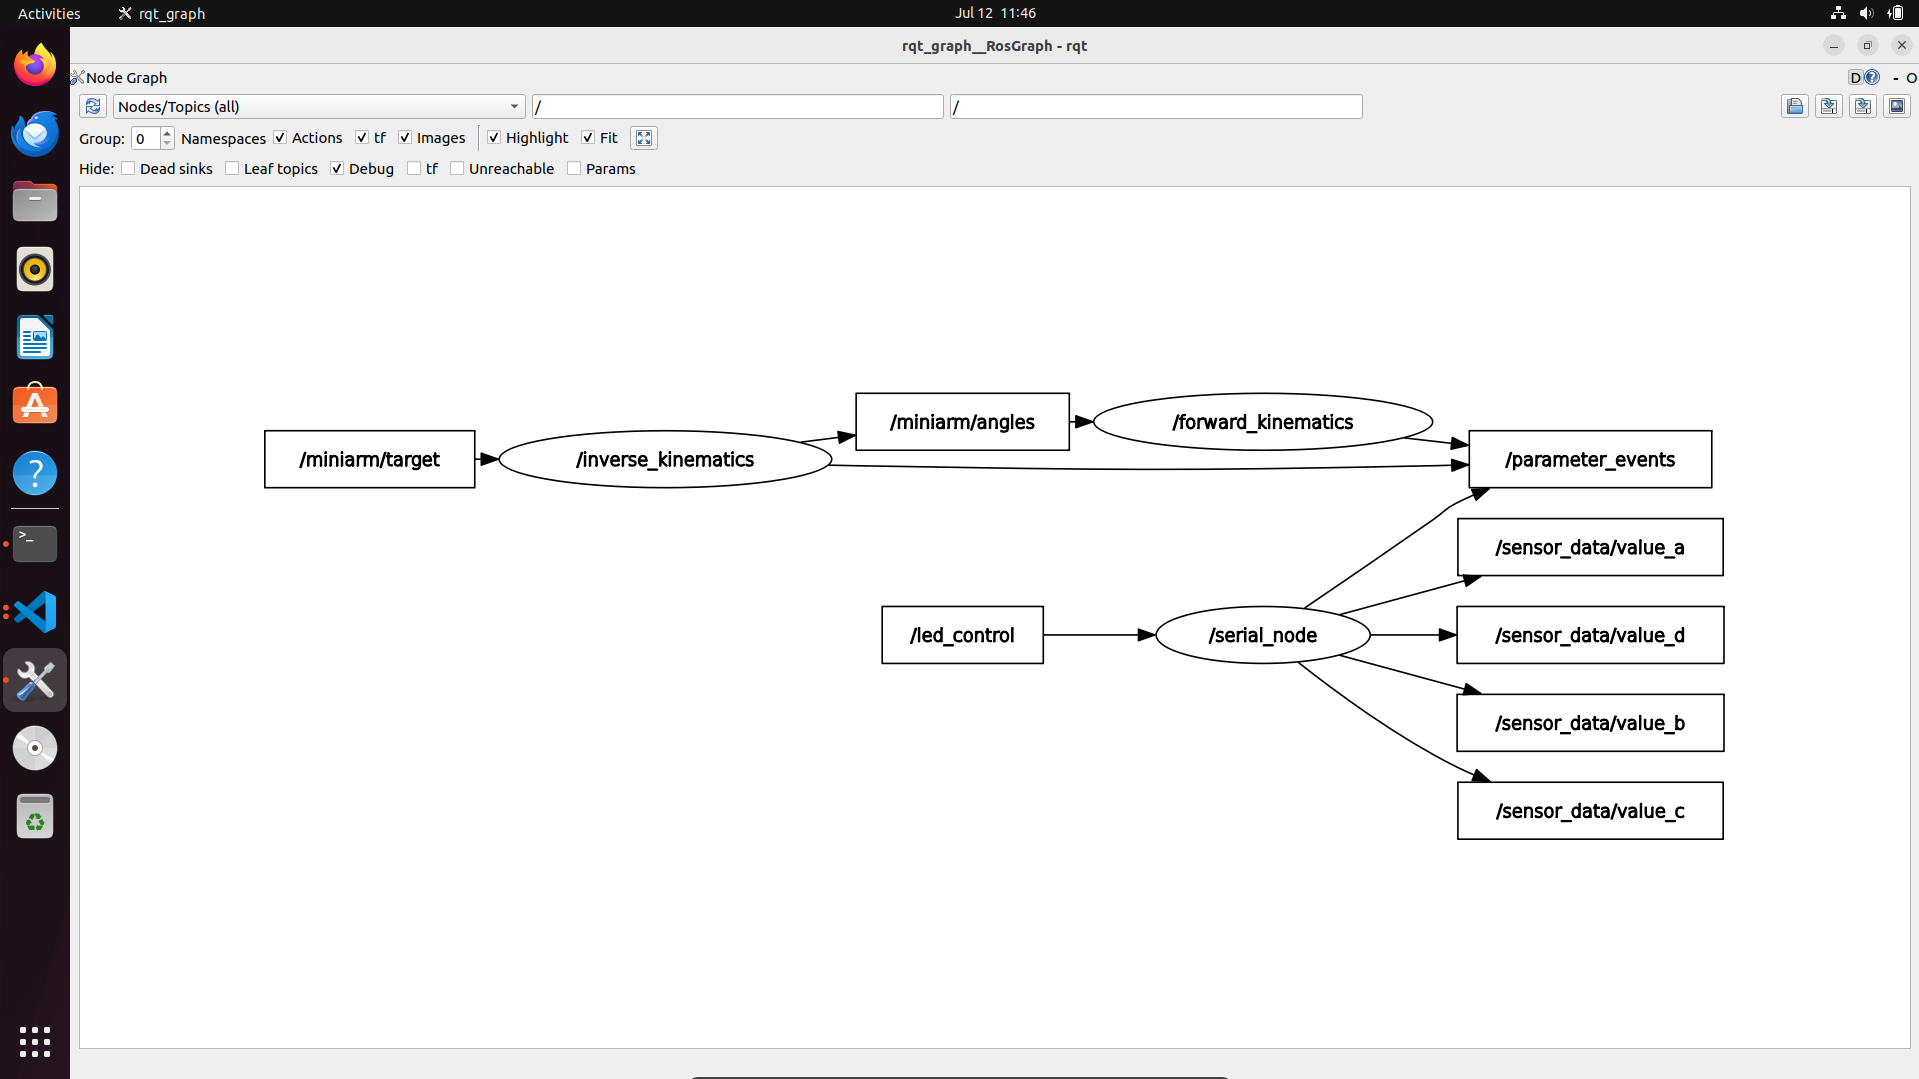 Activities rqt_graph Jul 12 11:46
rqt_graph__RosGraph - rqt
Node Graph D ? - O
Nodes/Topics (all) / /
Group: 0 Namespaces Actions tf Images Highlight Fit
Hide: Dead sinks Leaf topics Debug tf Unreachable Params
/miniarm/angles /forward_kinematics
/miniarm/target /inverse_kinematics /parameter_events
/sensor_data/value_a
/led_control /serial_node /sensor_data/value_d
/sensor_data/value_b
/sensor_data/value_c